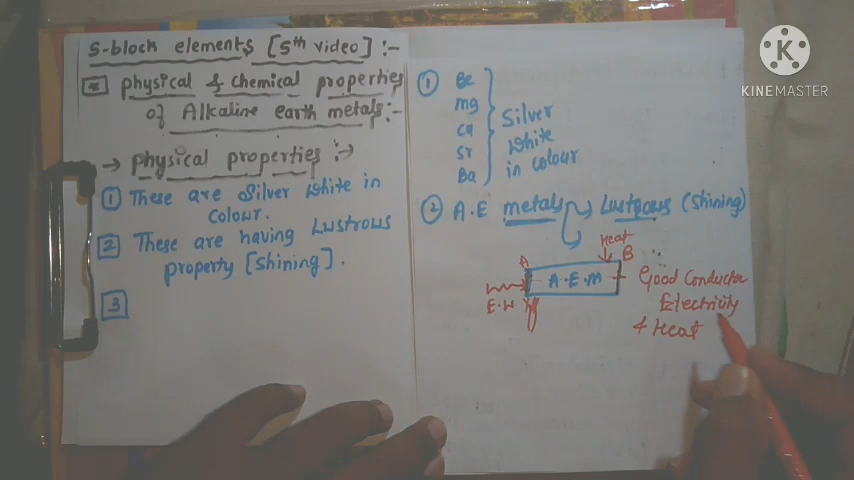 S-block elements [5th video] :-
* physical & chemical properties
of Alkaline earth metals:-
→ physical properties :→
1 These are Silver White in
colour.
2 These are having Lustrows
property [shining].
3
① Be
mg
ca
sr
Ba
Silver
White
in colour
② A.E metals → Lustrous (shining)
Heat
A
B
A.E.M
E.W
Good Conductor
Electricity
& Heat
KINEMASTER